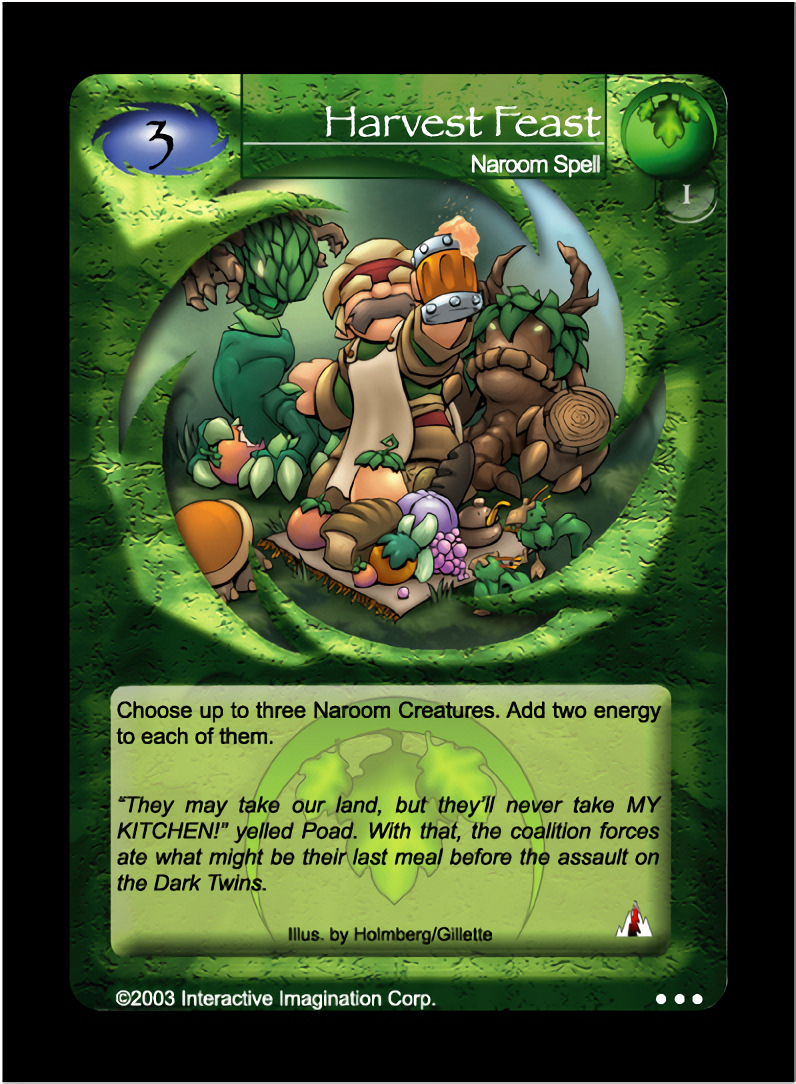 3
Harvest Feast
Naroom Spell
1
Choose up to three Naroom Creatures. Add two energy
to each of them.
“They may take our land, but they’ll never take MY
KITCHEN!” yelled Poad. With that, the coalition forces
ate what might be their last meal before the assault on
the Dark Twins.
Illus. by Holmberg/Gillette
©2003 Interactive Imagination Corp.